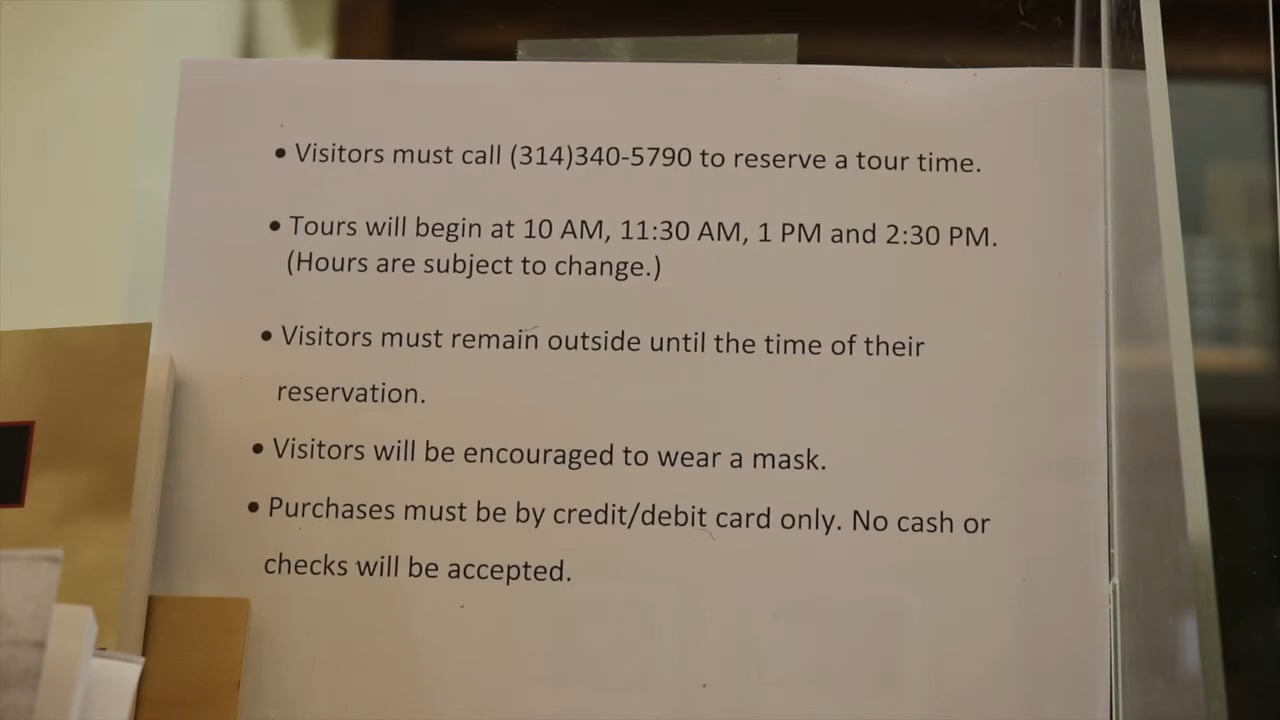 • Visitors must call (314)340-5790 to reserve a tour time.
• Tours will begin at 10 AM, 11:30 AM, 1 PM and 2:30 PM.
(Hours are subject to change.)
• Visitors must remain outside until the time of their
reservation.
• Visitors will be encouraged to wear a mask.
• Purchases must be by credit/debit card only. No cash or
checks will be accepted.